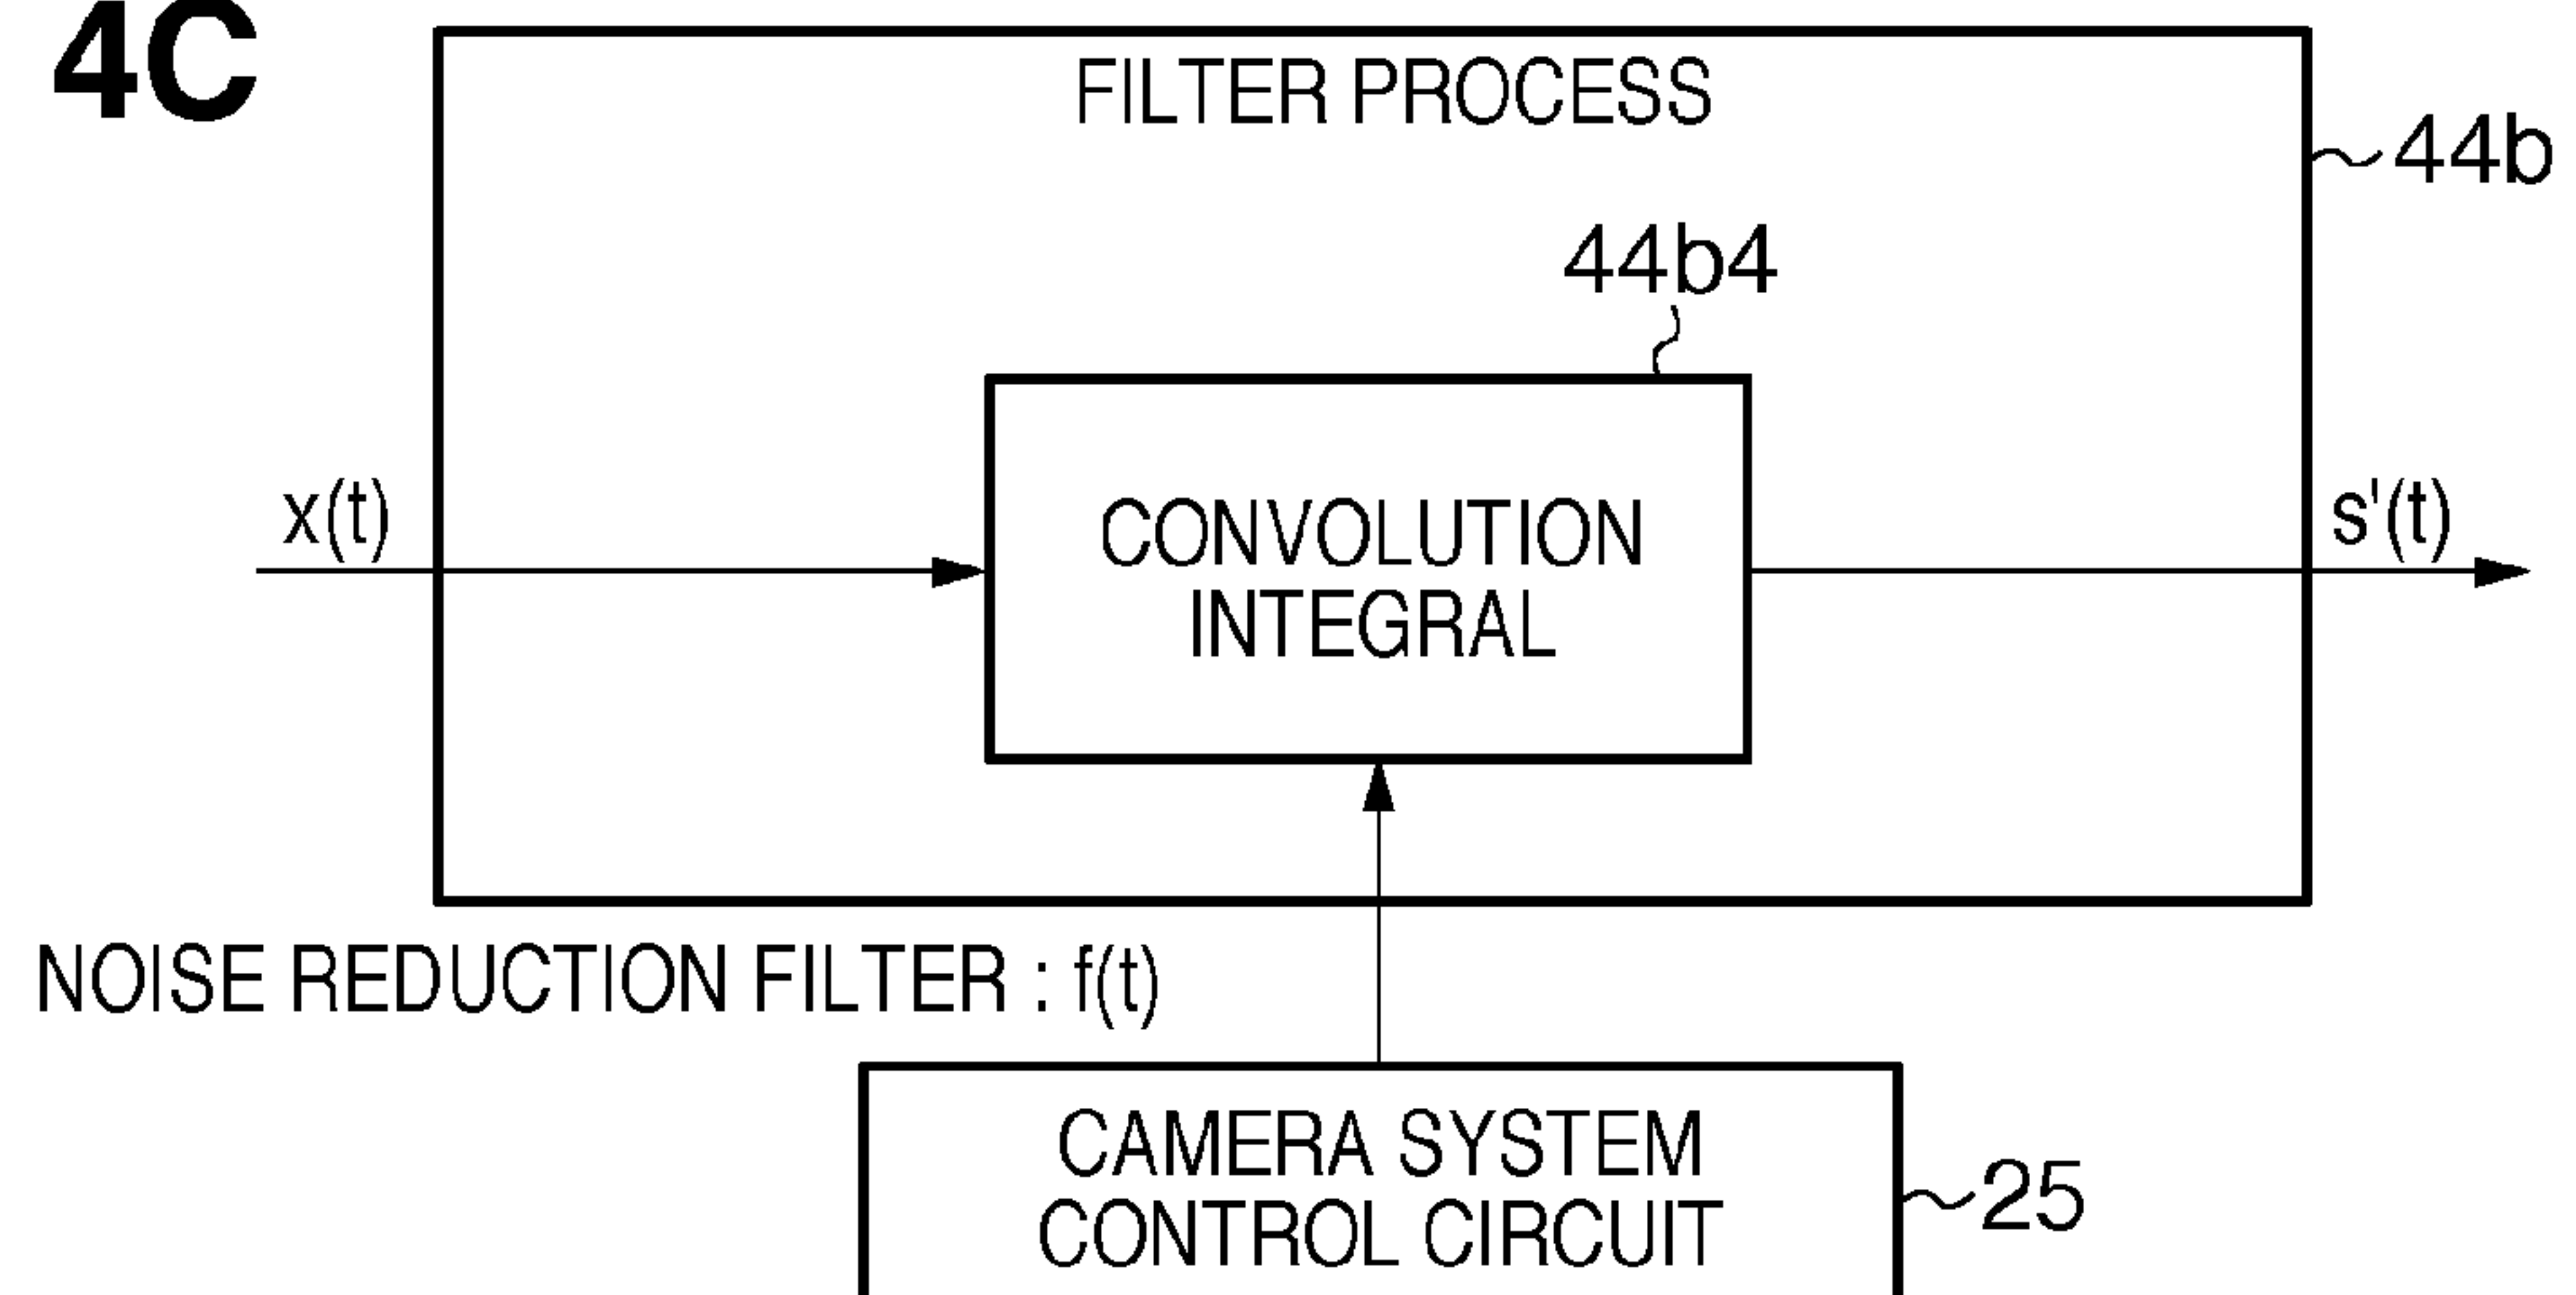 4C
FILTER PROCESS
44b
44b4
x(t)
CONVOLUTION
INTEGRAL
s'(t)
NOISE REDUCTION FILTER : f(t)
CAMERA SYSTEM
CONTROL CIRCUIT
25